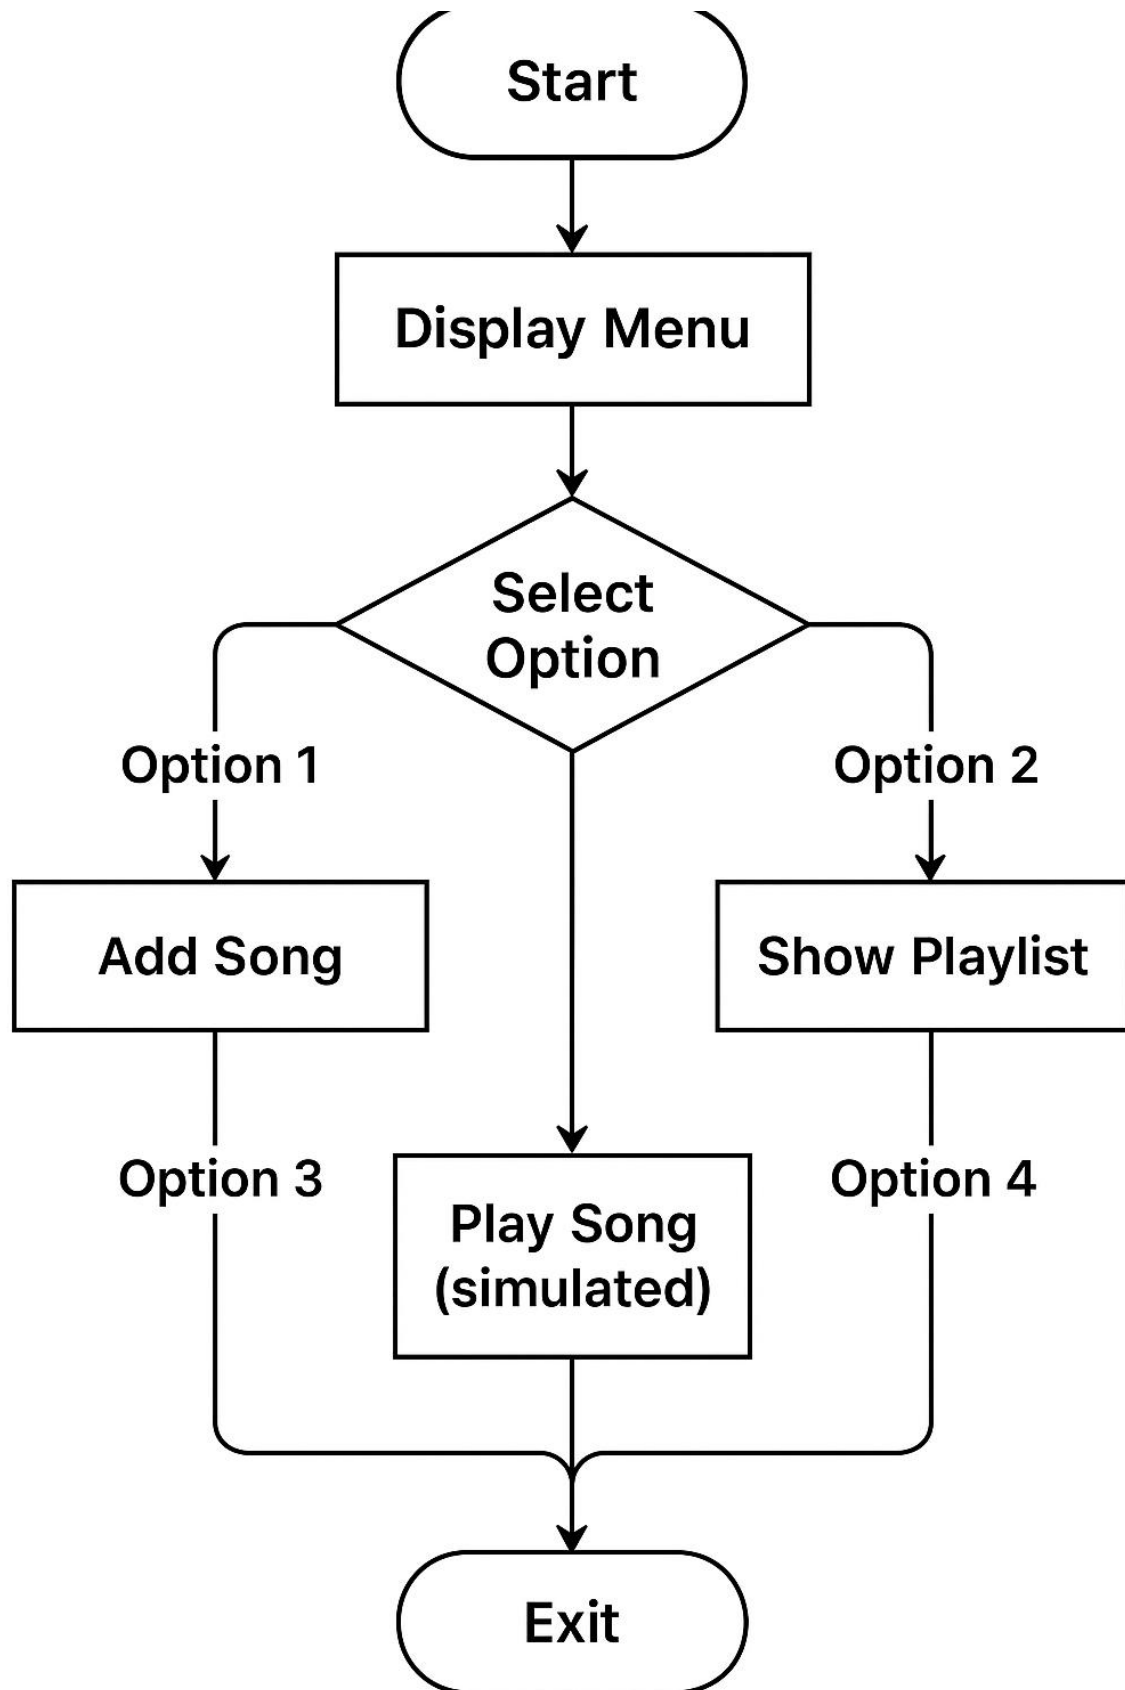 Start
Display Menu
Select
Option
Option 1
Option 2
Add Song
Show Playlist
Option 3
Option 4
Play Song
(simulated)
Exit